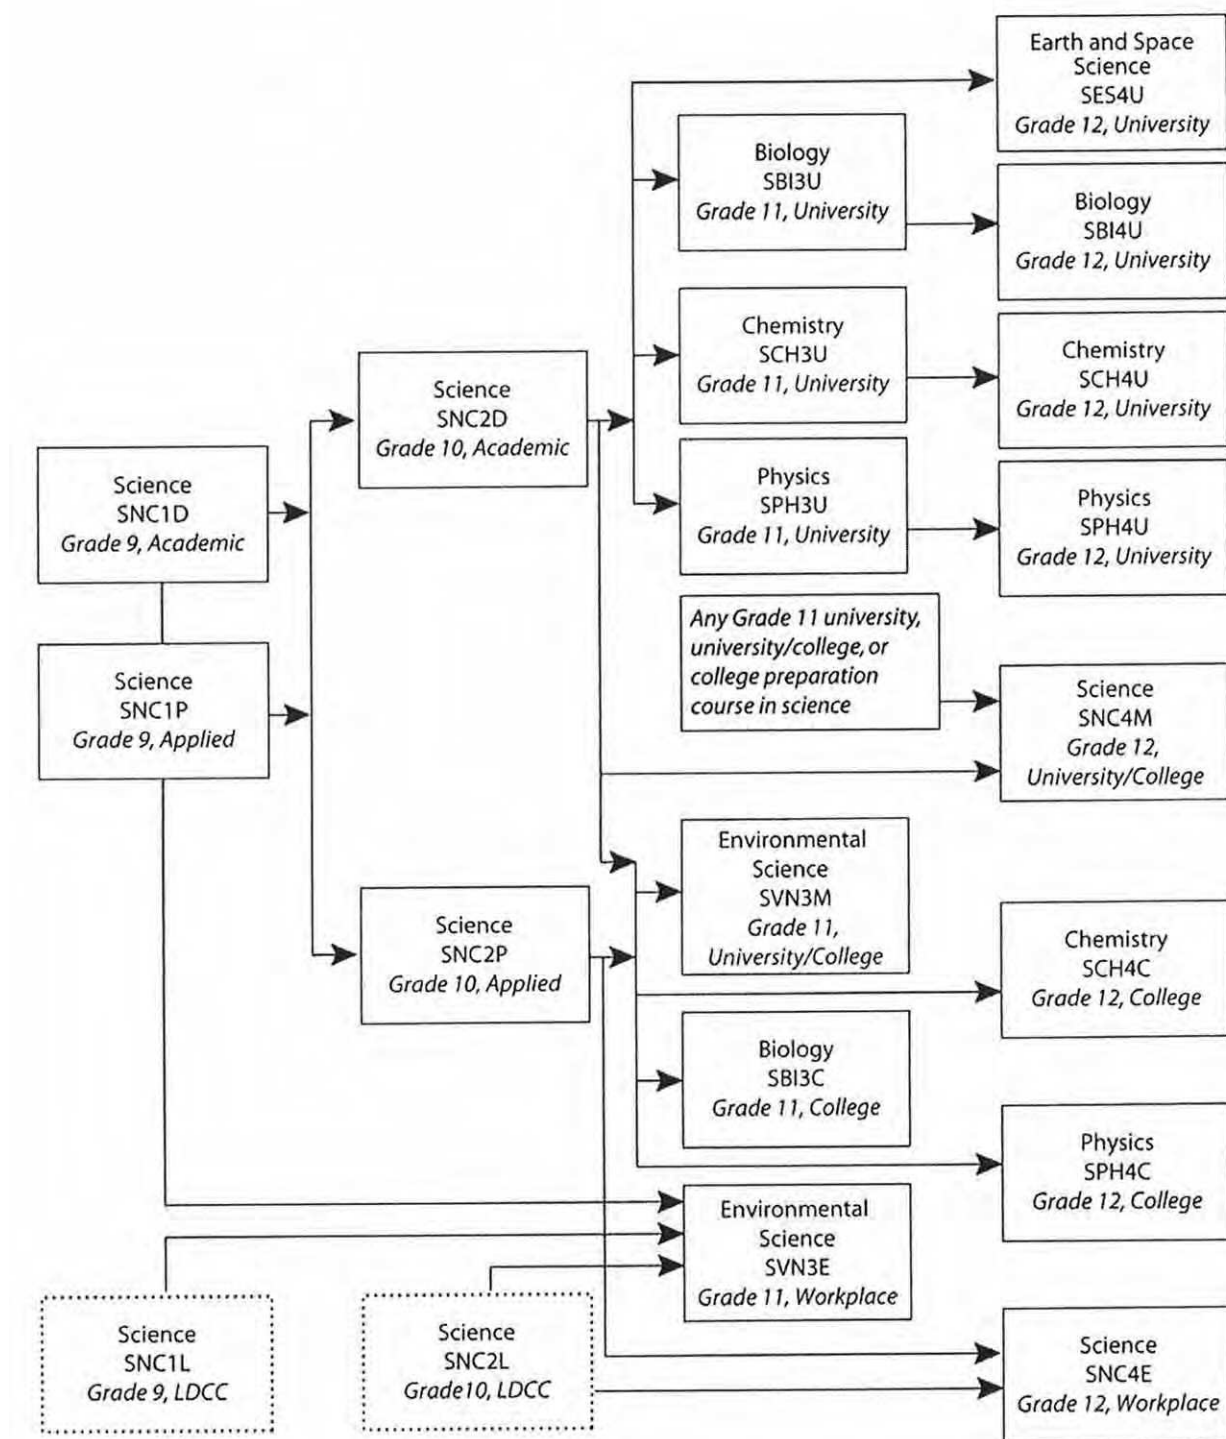 Earth and Space
Science
SES4U
Grade 12, University
Biology
SBI3U
Grade 11, University
Biology
SBI4U
Grade 12, University
Chemistry
SCH3U
Grade 11, University
Chemistry
SCH4U
Grade 12, University
Science
SNC2D
Grade 10, Academic
Science
SNC1D
Grade 9, Academic
Physics
SPH3U
Grade 11, University
Physics
SPH4U
Grade 12, University
Any Grade 11 university,
university/college, or
college preparation
course in science
Science
SNC1P
Grade 9, Applied
Science
SNC4M
Grade 12,
University/College
Environmental
Science
SVN3M
Grade 11,
University/College
Science
SNC2P
Grade 10, Applied
Chemistry
SCH4C
Grade 12, College
Biology
SBI3C
Grade 11, College
Physics
SPH4C
Grade 12, College
Environmental
Science
SVN3E
Grade 11, Workplace
Science
SNC1L
Grade 9, LDCC
Science
SNC2L
Grade10, LDCC
Science
SNC4E
Grade 12, Workplace